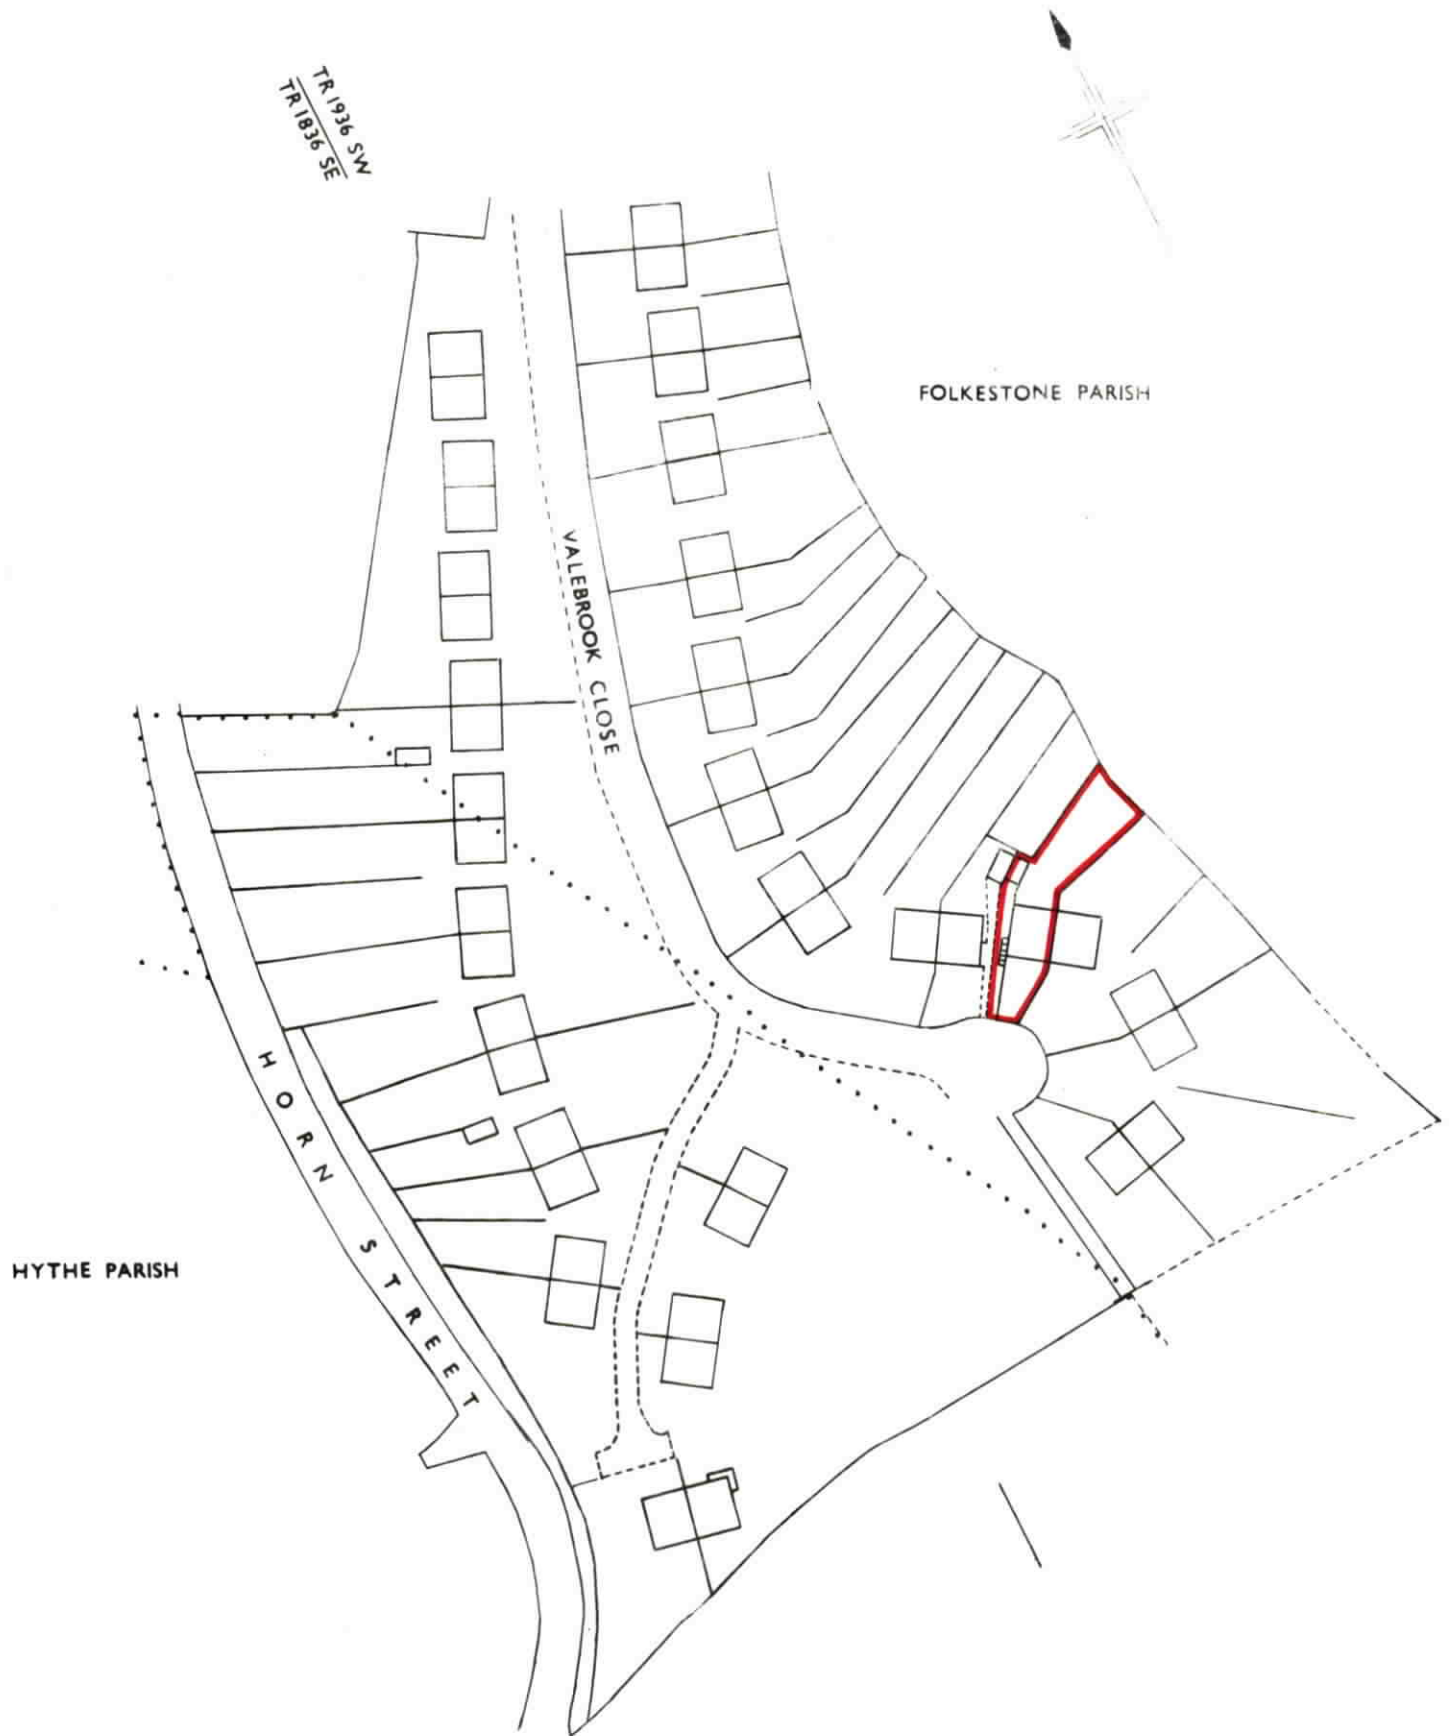 TR 1936 SW
TR 1836 SE
FOLKESTONE PARISH
VALEBROOK CLOSE
HORN STREET
HYTHE PARISH